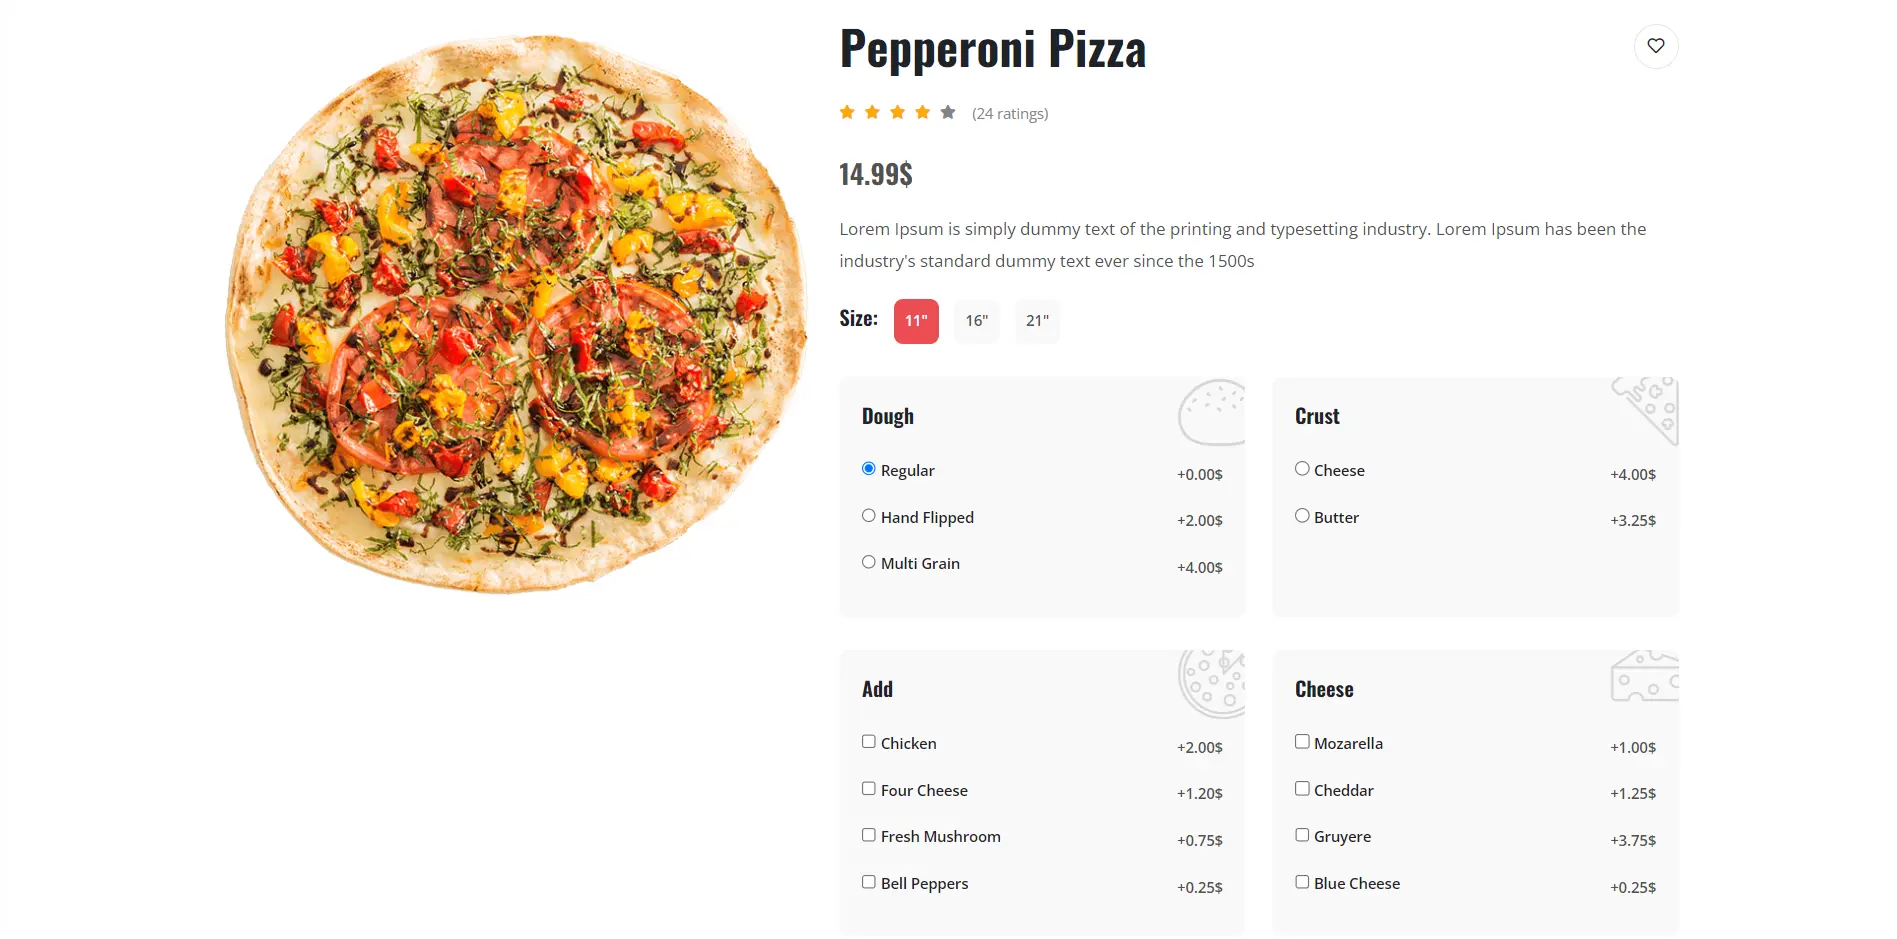 Pepperoni Pizza
(24 ratings)
14.99$
Lorem Ipsum is simply dummy text of the printing and typesetting industry. Lorem Ipsum has been the
industry's standard dummy text ever since the 1500s
Size: 11" 16" 21"
Dough
Regular +0.00$
Hand Flipped +2.00$
Multi Grain +4.00$
Crust
Cheese +4.00$
Butter +3.25$
Add
Chicken +2.00$
Four Cheese +1.20$
Fresh Mushroom +0.75$
Bell Peppers +0.25$
Cheese
Mozarella +1.00$
Cheddar +1.25$
Gruyere +3.75$
Blue Cheese +0.25$